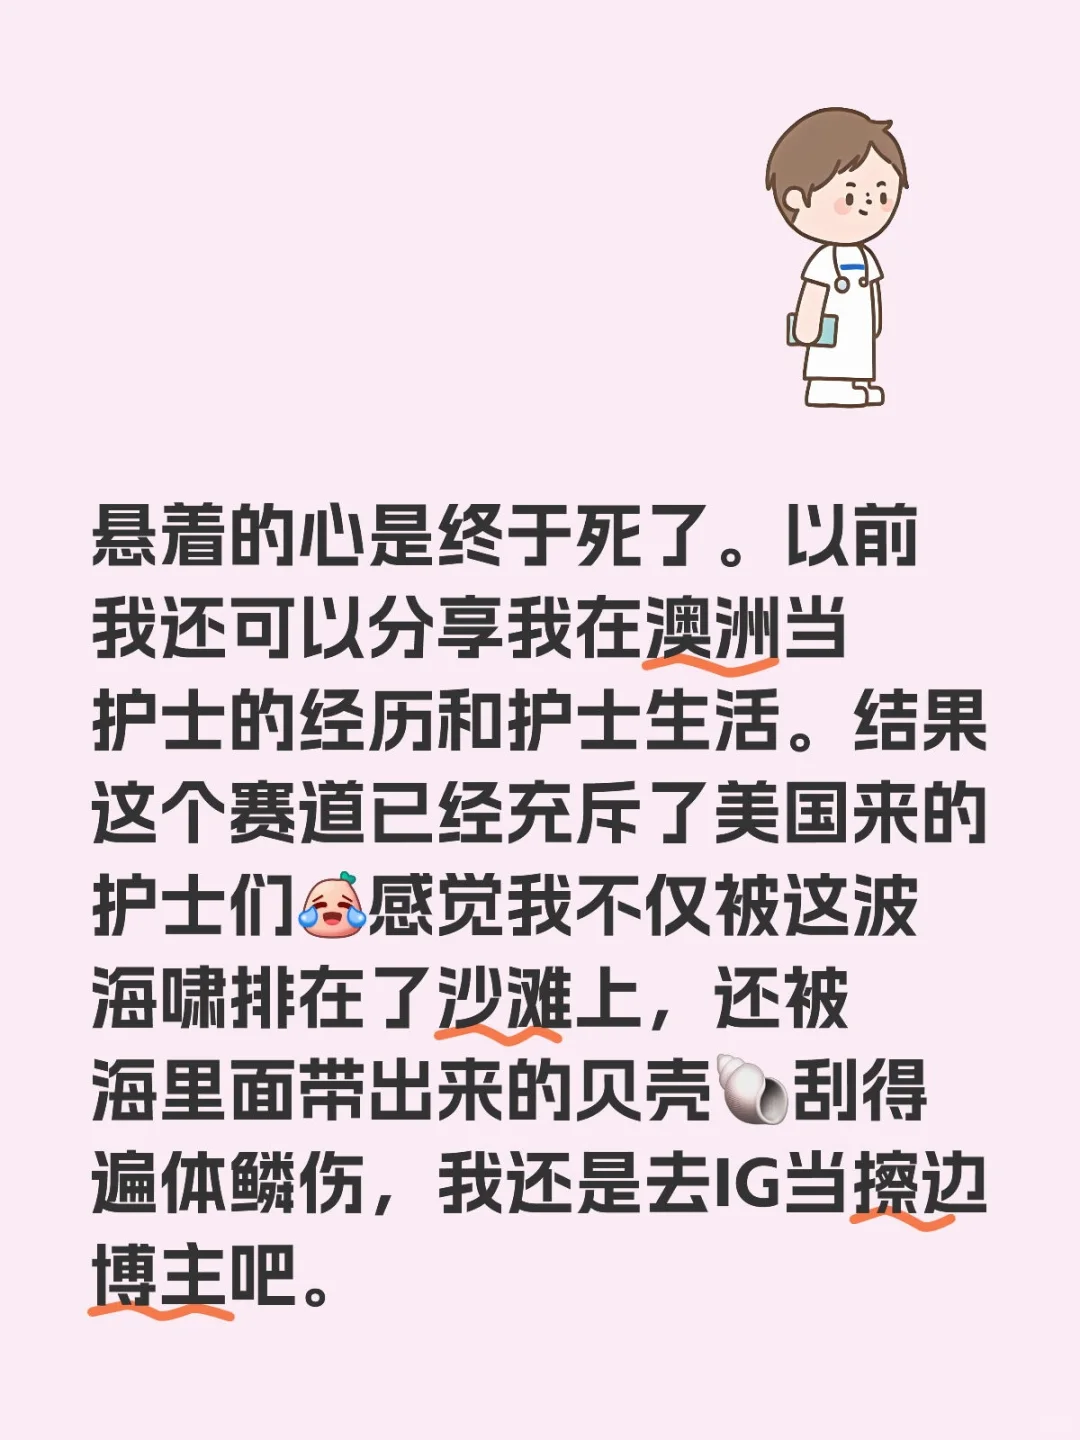 悬着的心是终于死了。以前
我还可以分享我在澳洲当
护士的经历和护士生活。结果
这个赛道已经充斥了美国来的
护士们感觉我不仅被这波
海啸排在了沙滩上，还被
海里面带出来的贝壳🐚刮得
遍体鳞伤，我还是去IG当擦边
博主吧。